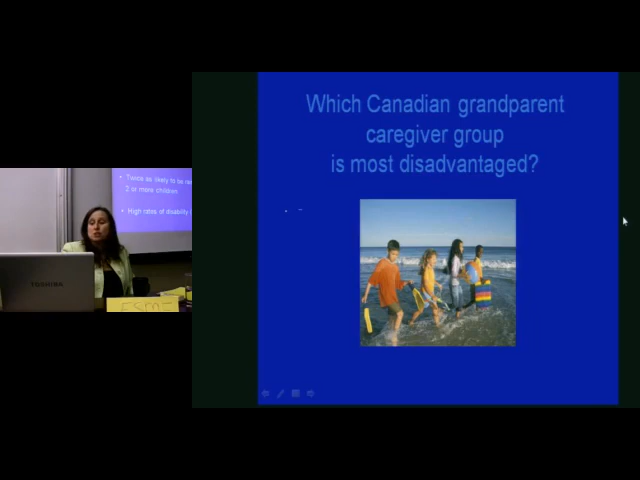 Which Canadian grandparent
caregiver group
is most disadvantaged?
• Twice as likely to be
2 or more children
• High rates of disability
TOSHIBA
ESME